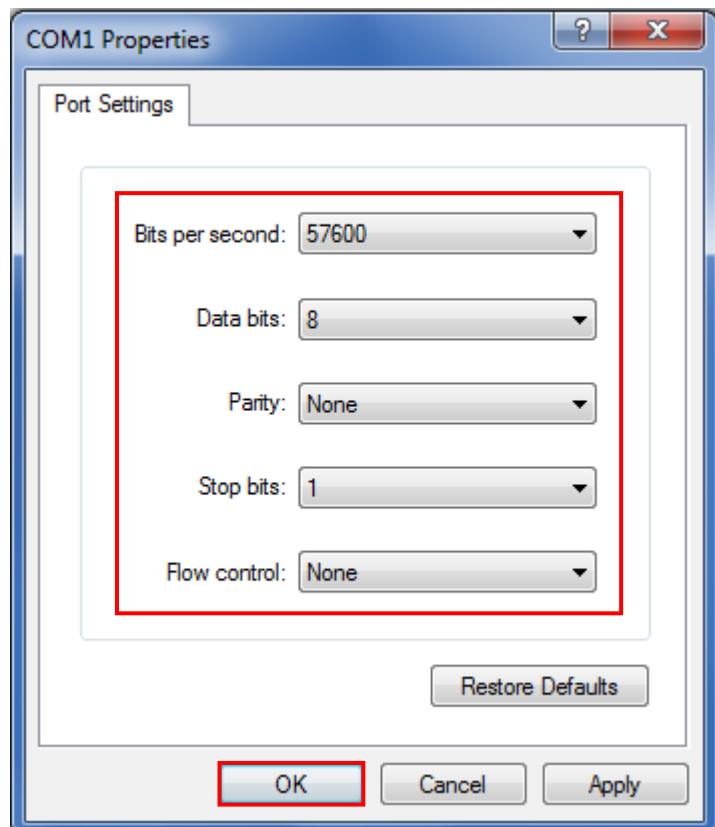 COM1 Properties
Port Settings
Bits per second: 57600
Data bits: 8
Parity: None
Stop bits: 1
Flow control: None
Restore Defaults
OK Cancel Apply